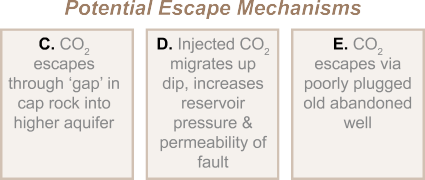 Potential Escape Mechanisms
C. CO₂
escapes
through ‘gap’ in
cap rock into
higher aquifer
D. Injected CO₂
migrates up
dip, increases
reservoir
pressure &
permeability of
fault
E. CO₂
escapes via
poorly plugged
old abandoned
well